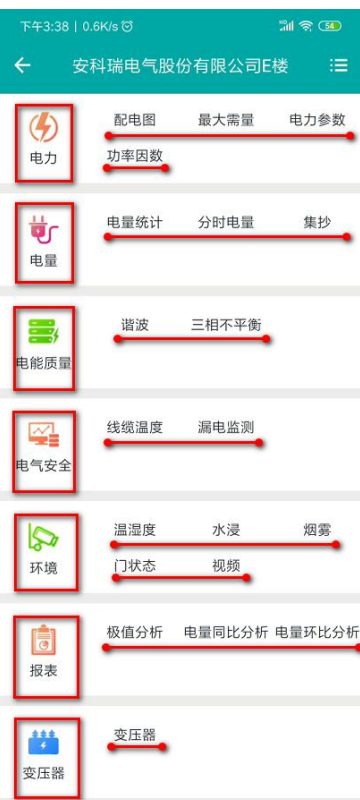 下午3:38 | 0.6K/s
54
安科瑞电气股份有限公司E楼
配电图 最大需量 电力参数
电力
功率因数
电量统计 分时电量 集抄
电量
谐波 三相不平衡
电能质量
线缆温度 漏电监测
电气安全
温湿度 水浸 烟雾
环境
门状态 视频
极值分析 电量同比分析 电量环比分析
报表
变压器
变压器